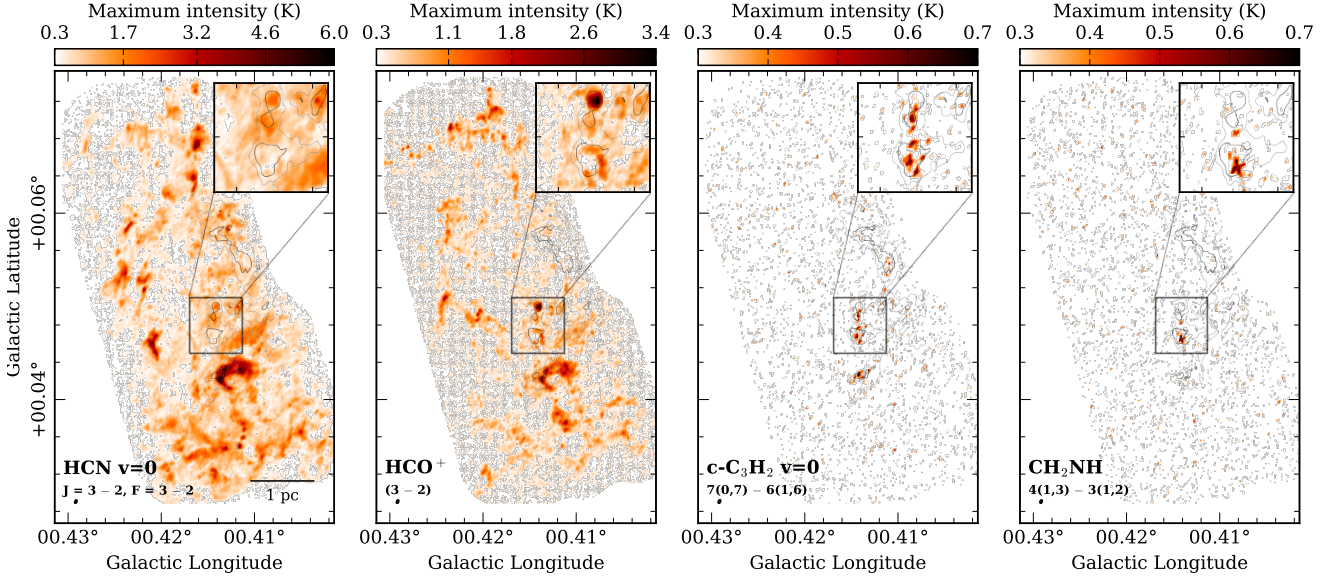 Maximum intensity (K) Maximum intensity (K) Maximum intensity (K) Maximum intensity (K)
0.3 1.7 3.2 4.6 6.0 0.3 1.1 1.8 2.6 3.4 0.3 0.4 0.5 0.6 0.7 0.3 0.4 0.5 0.6 0.7
Galactic Latitude
+00.06°
+00.04°
HCN v=0
J = 3 − 2, F = 3 − 2
1 pc
HCO⁺
(3 − 2)
c-C₃H₂ v=0
7(0,7) − 6(1,6)
CH₂NH
4(1,3) − 3(1,2)
00.43° 00.42° 00.41° 00.43° 00.42° 00.41° 00.43° 00.42° 00.41° 00.43° 00.42° 00.41°
Galactic Longitude Galactic Longitude Galactic Longitude Galactic Longitude